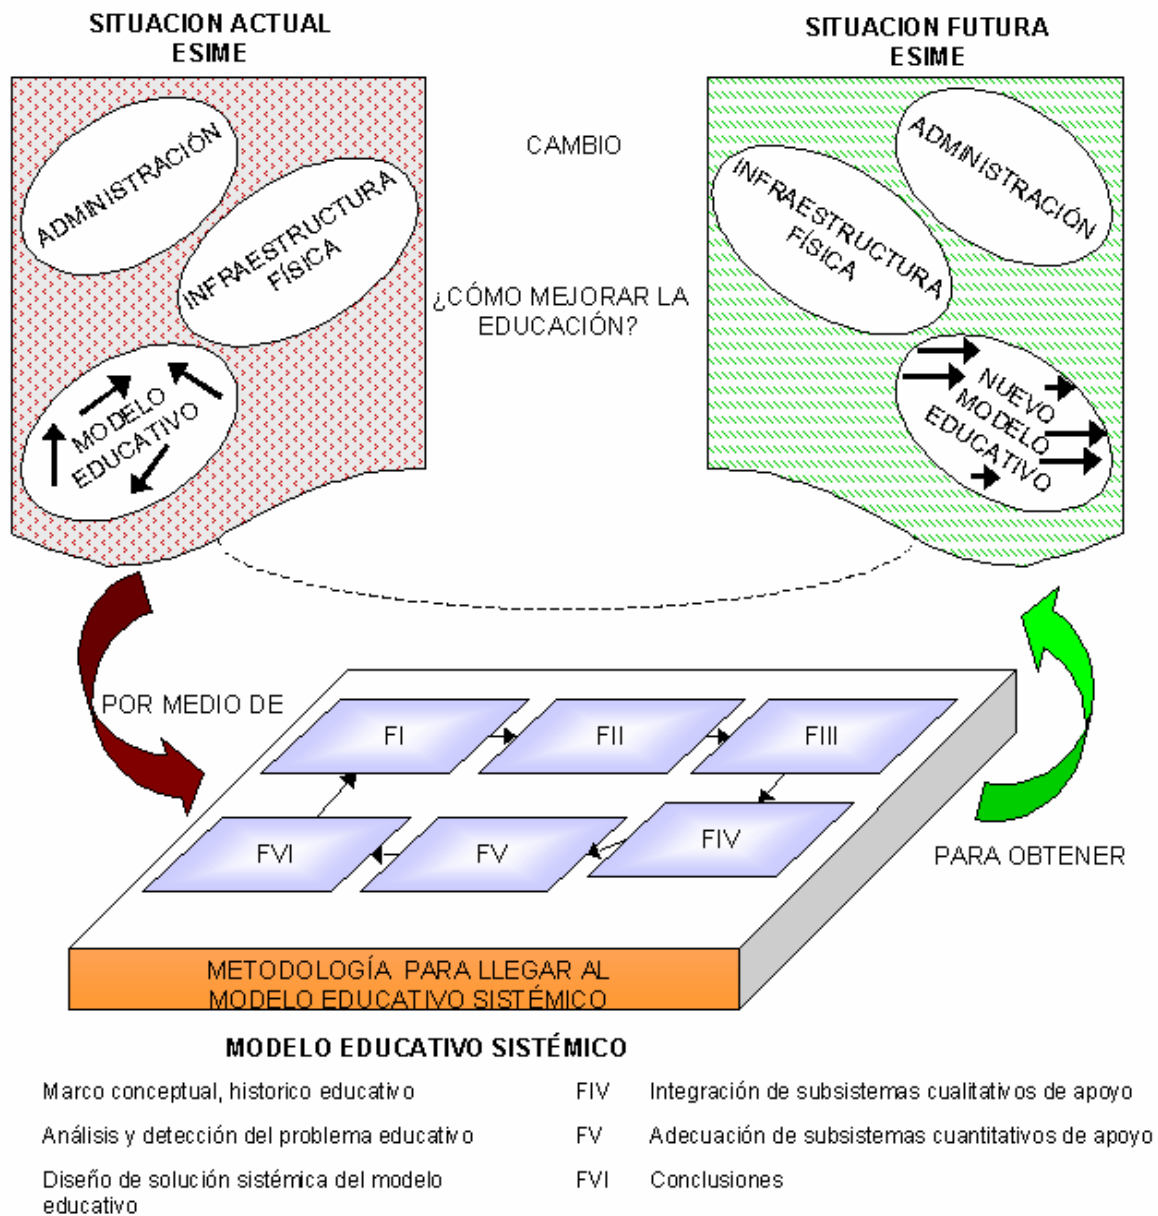 SITUACION ACTUAL
ESIME
SITUACION FUTURA
ESIME
ADMINISTRACIÓN
INFRAESTRUCTURA
FÍSICA
MODELO
EDUCATIVO
CAMBIO
¿CÓMO MEJORAR LA
EDUCACIÓN?
ADMINISTRACIÓN
INFRAESTRUCTURA
FÍSICA
NUEVO
MODELO
EDUCATIVO
POR MEDIO DE
FI
FII
FIII
FVI
FV
FIV
PARA OBTENER
METODOLOGÍA PARA LLEGAR AL
MODELO EDUCATIVO SISTÉMICO
MODELO EDUCATIVO SISTÉMICO
Marco conceptual, historico educativo
FIV Integración de subsistemas cualitativos de apoyo
Análisis y detección del problema educativo
FV Adecuación de subsistemas cuantitativos de apoyo
Diseño de solución sistémica del modelo
educativo
FVI Conclusiones